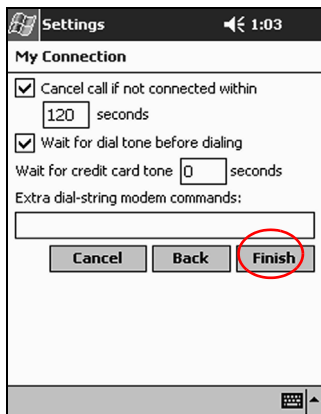 Settings 1:03
My Connection
Cancel call if not connected within
120 seconds
Wait for dial tone before dialing
Wait for credit card tone 0 seconds
Extra dial-string modem commands:
Cancel Back Finish